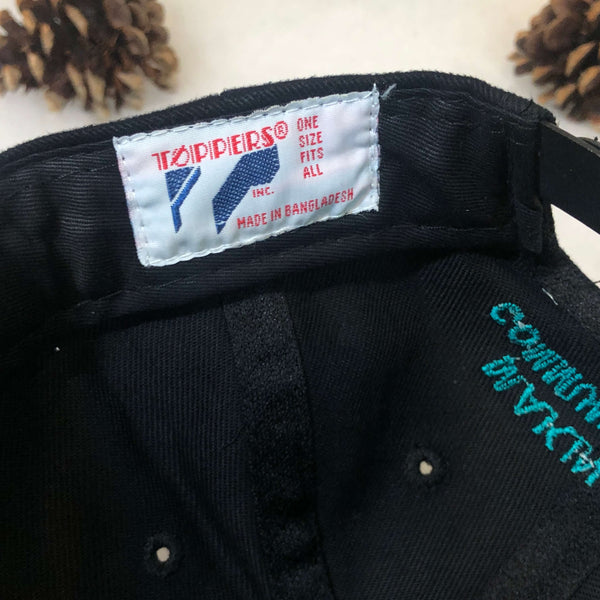 TOPPERS®
INC.
ONE
SIZE
FITS
ALL
MADE IN BANGLADESH